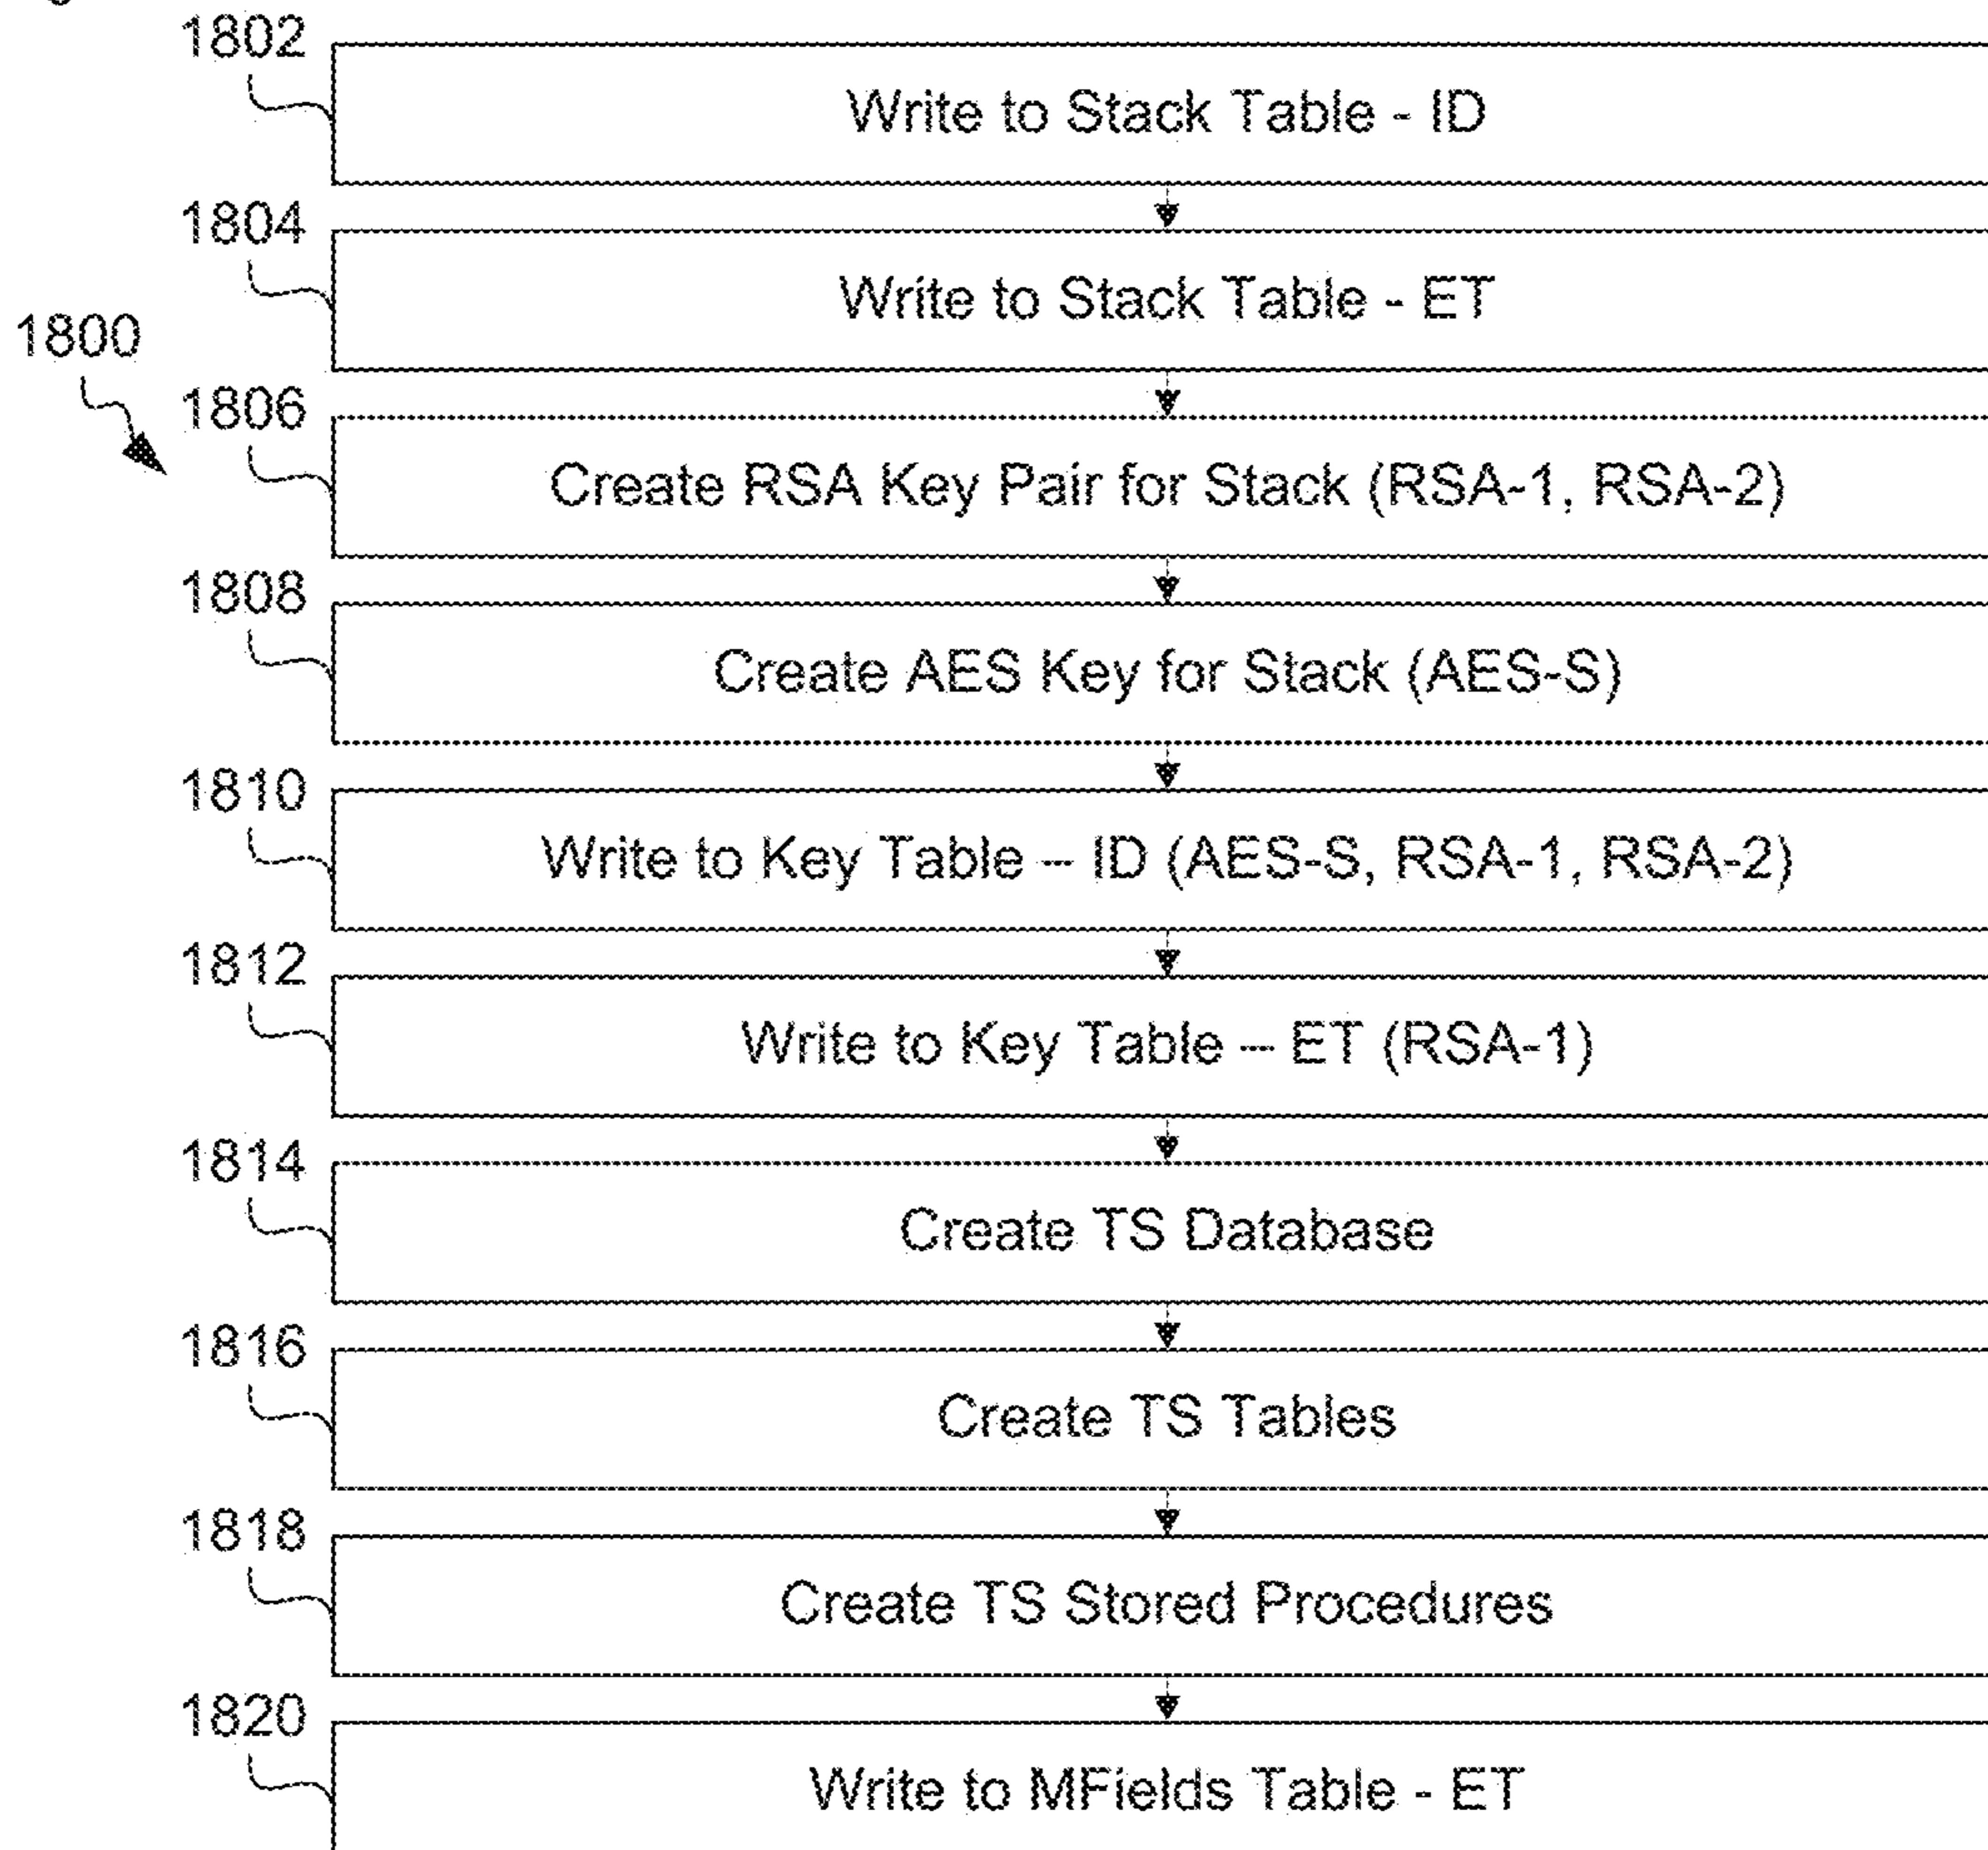 1802
Write to Stack Table - ID
1804
Write to Stack Table - ET
1800
1806
Create RSA Key Pair for Stack (RSA-1, RSA-2)
1808
Create AES Key for Stack (AES-S)
1810
Write to Key Table – ID (AES-S, RSA-1, RSA-2)
1812
Write to Key Table – ET (RSA-1)
1814
Create TS Database
1816
Create TS Tables
1818
Create TS Stored Procedures
1820
Write to MFields Table - ET